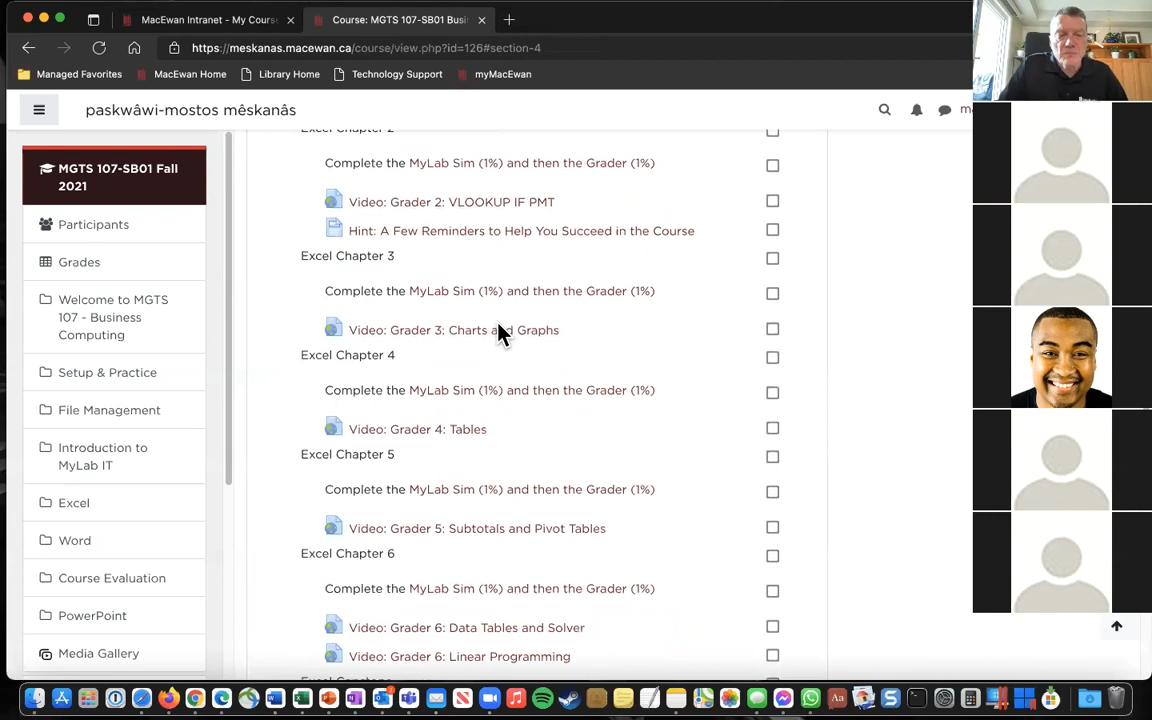 MacEwan Intranet - My Course
Course: MGTS 107-SB01 Busi
https://meskanas.macewan.ca/course/view.php?id=126#section-4
Managed Favorites
MacEwan Home
Library Home
Technology Support
myMacEwan
paskwâwi-mostos mêskanâs
MGTS 107-SB01 Fall
2021
Participants
Grades
Welcome to MGTS
107 - Business
Computing
Setup & Practice
File Management
Introduction to
MyLab IT
Excel
Word
Course Evaluation
PowerPoint
Media Gallery
Excel Chapter 2
Complete the MyLab Sim (1%) and then the Grader (1%)
Video: Grader 2: VLOOKUP IF PMT
Hint: A Few Reminders to Help You Succeed in the Course
Excel Chapter 3
Complete the MyLab Sim (1%) and then the Grader (1%)
Video: Grader 3: Charts and Graphs
Excel Chapter 4
Complete the MyLab Sim (1%) and then the Grader (1%)
Video: Grader 4: Tables
Excel Chapter 5
Complete the MyLab Sim (1%) and then the Grader (1%)
Video: Grader 5: Subtotals and Pivot Tables
Excel Chapter 6
Complete the MyLab Sim (1%) and then the Grader (1%)
Video: Grader 6: Data Tables and Solver
Video: Grader 6: Linear Programming